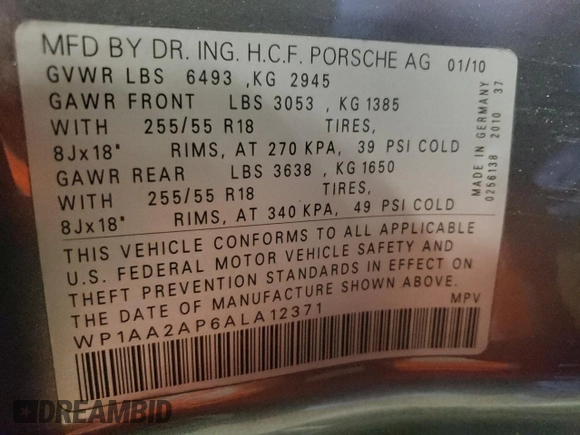 MFD BY DR. ING. H.C.F. PORSCHE AG 01/10
GVWR LBS 6493 ,KG 2945
GAWR FRONT LBS 3053 , KG 1385
WITH 255/55 R18 TIRES,
8Jx18" RIMS, AT 270 KPA, 39 PSI COLD
GAWR REAR LBS 3638 , KG 1650
WITH 255/55 R18 TIRES,
8Jx18" RIMS, AT 340 KPA, 49 PSI COLD
THIS VEHICLE CONFORMS TO ALL APPLICABLE
U.S. FEDERAL MOTOR VEHICLE SAFETY AND
THEFT PREVENTION STANDARDS IN EFFECT ON
THE DATE OF MANUFACTURE SHOWN ABOVE.
WP1AA2AP6ALA12371 MPV
MADE IN GERMANY
0256138 2010 37
DREAMBID